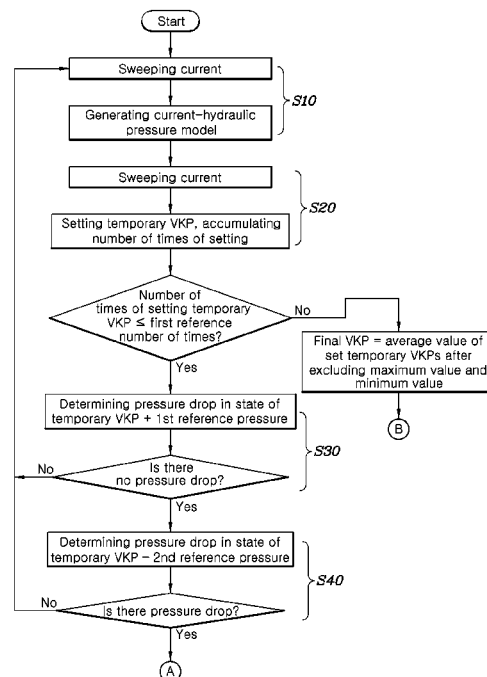 Start
Sweeping current
Generating current-hydraulic
pressure model
S10
Sweeping current
Setting temporary VKP, accumulating
number of times of setting
S20
Number of
times of setting temporary
VKP ≤ first reference
number of times?
No
Yes
Final VKP = average value of
set temporary VKPs after
excluding maximum value and
minimum value
B
Determining pressure drop in state of
temporary VKP + 1st reference pressure
Is there
no pressure drop?
No
Yes
S30
Determining pressure drop in state of
temporary VKP - 2nd reference pressure
Is there pressure drop?
No
Yes
S40
A